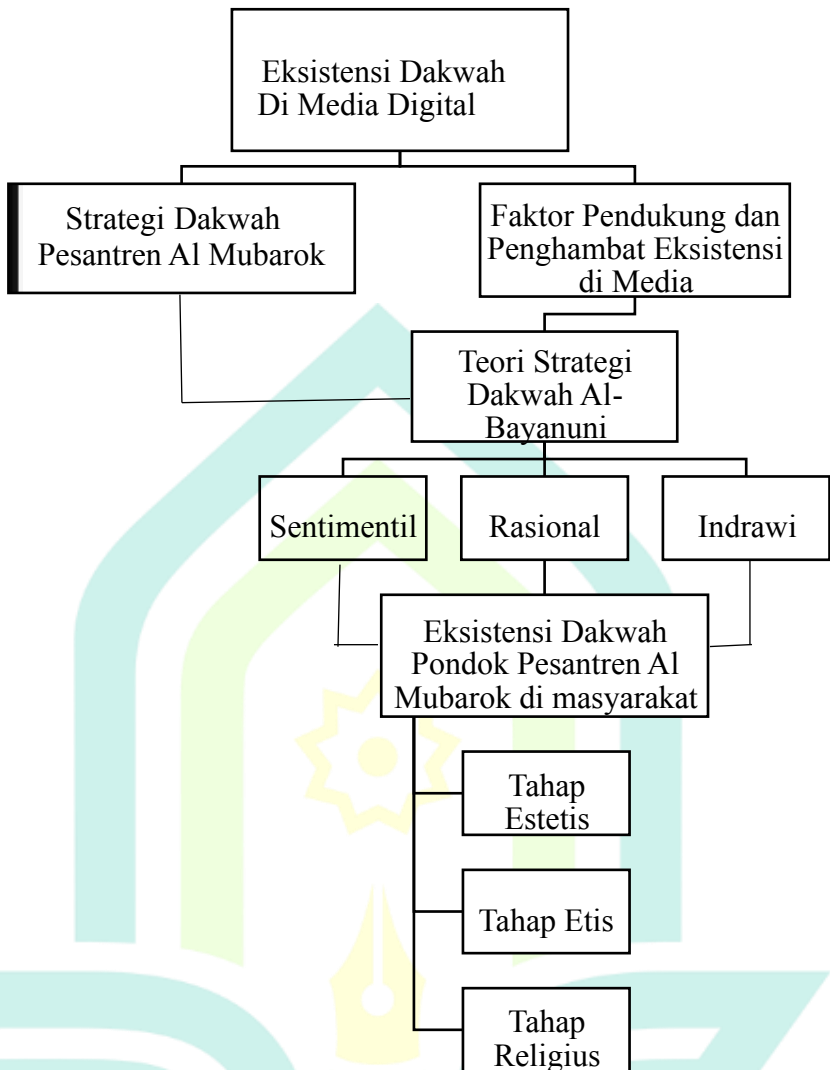 Eksistensi Dakwah
Di Media Digital
Strategi Dakwah
Pesantren Al Mubarok
Faktor Pendukung dan
Penghambat Eksistensi
di Media
Teori Strategi
Dakwah Al-
Bayanuni
Sentimentil
Rasional
Indrawi
Eksistensi Dakwah
Pondok Pesantren Al
Mubarok di masyarakat
Tahap
Estetis
Tahap Etis
Tahap
Religius